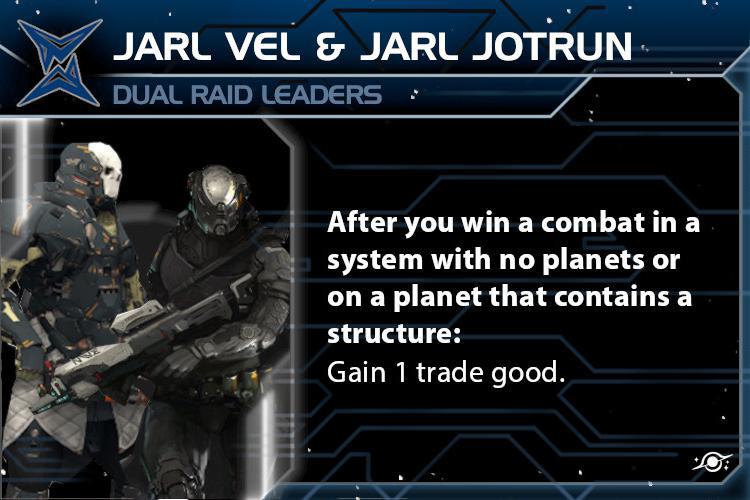 JARL VEL & JARL JOTRUN
DUAL RAID LEADERS
After you win a combat in a
system with no planets or
on a planet that contains a
structure:
Gain 1 trade good.